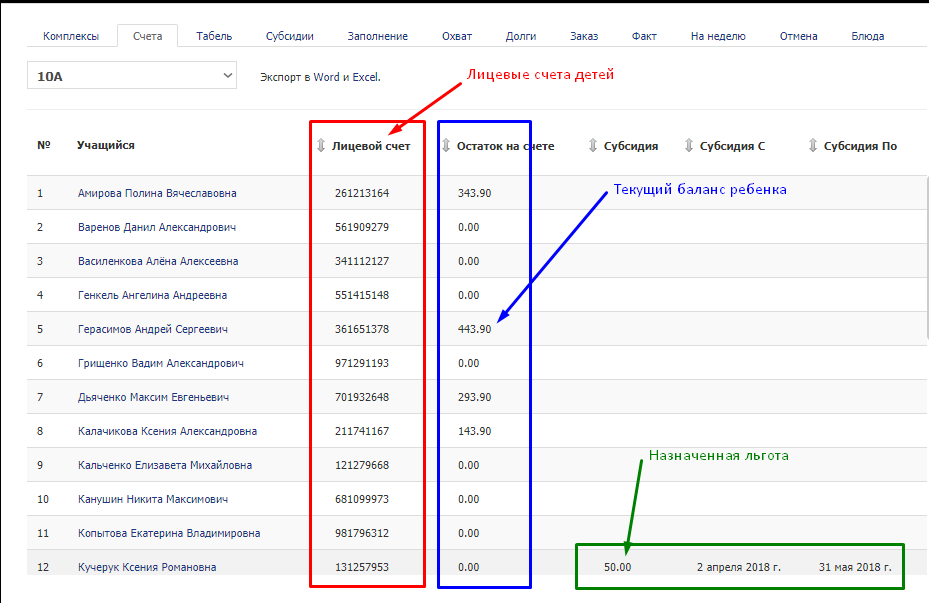 Комплексы Счета Табель Субсидии Заполнение Охват Долги Заказ Факт На неделю Отмена Блюда
10А Экспорт в Word и Excel.
Лицевые счета детей
№ Учащийся Лицевой счет Остаток на счете Субсидия Субсидия С Субсидия По
1 Амирова Полина Вячеславовна 261213164 343.90
Текущий баланс ребенка
2 Варенов Данил Александрович 561909279 0.00
3 Василенкова Алёна Алексеевна 341112127 0.00
4 Генкель Ангелина Андреевна 551415148 0.00
5 Герасимов Андрей Сергеевич 361651378 443.90
6 Грищенко Вадим Александрович 971291193 0.00
7 Дьяченко Максим Евгеньевич 701932648 293.90
8 Калачикова Ксения Александровна 211741167 143.90
Назначенная льгота
9 Кальченко Елизавета Михайловна 121279668 0.00
10 Канушин Никита Максимович 681099973 0.00
11 Копытова Екатерина Владимировна 981796312 0.00
12 Кучерук Ксения Романовна 131257953 0.00 50.00 2 апреля 2018 г. 31 мая 2018 г.